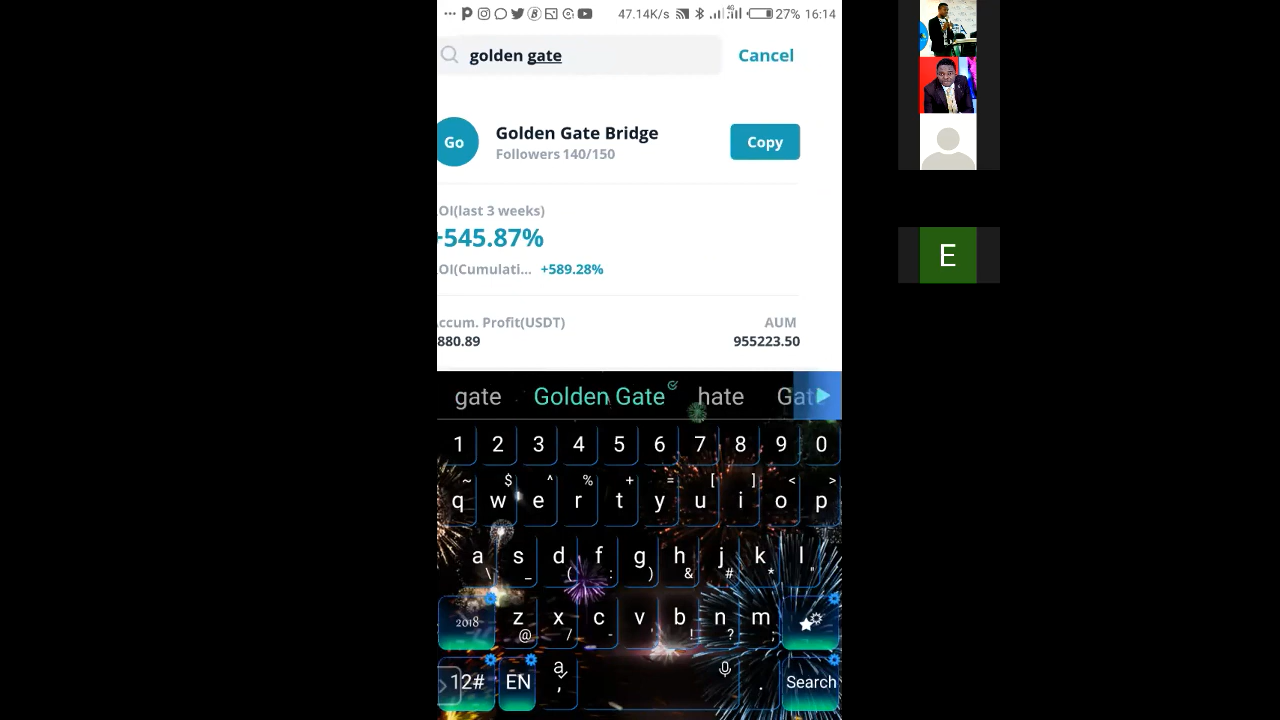 47.14K/s 4G 27% 16:14
golden gate
Cancel
Go
Golden Gate Bridge
Followers 140/150
Copy
OI(last 3 weeks)
+545.87%
OI(Cumulati... +589.28%
ccum. Profit(USDT) AUM
880.89 955223.50
gate Golden Gate hate Gat
1 2 3 4 5 6 7 8 9 0
~ $ ^ % + = [ ] < >
q w e r t y u i o p
a s d f g h j k l
\ _ ( : ) & # * "
2018 z x c v b n m
@ / - ' ! ? ;
12# EN a , . Search
E